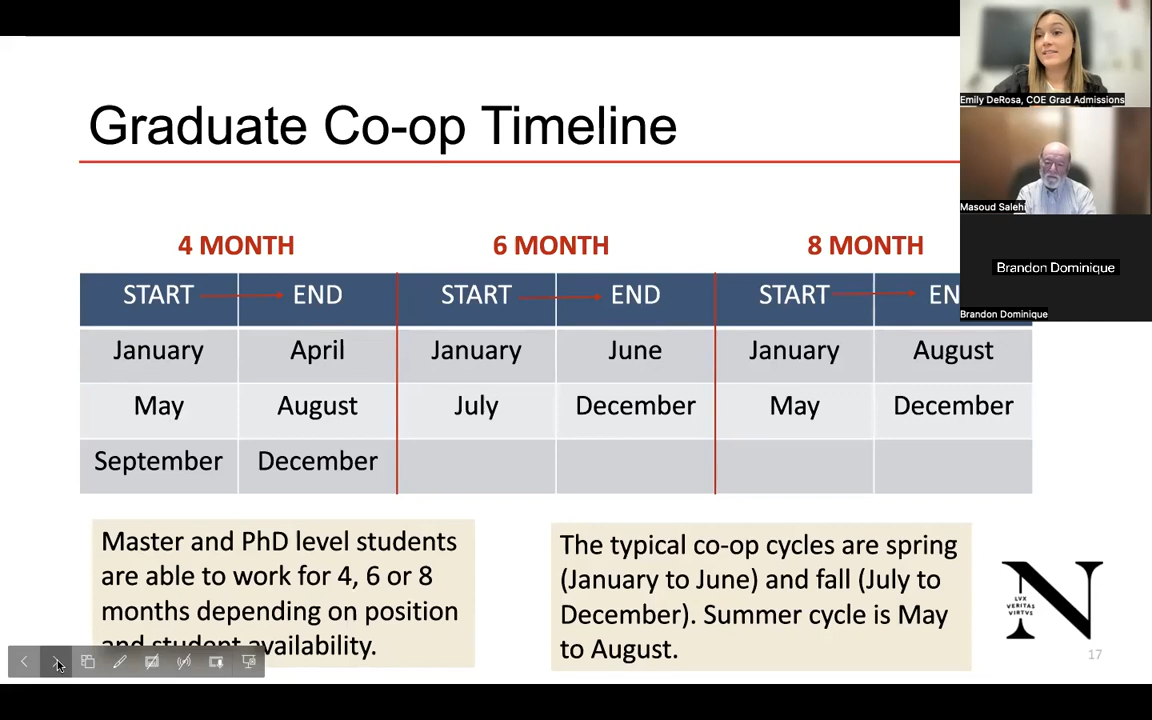 Graduate Co-op Timeline
4 MONTH 6 MONTH 8 MONTH
START END START END START EN
January April January June January August
May August July December May December
September December
Master and PhD level students
are able to work for 4, 6 or 8
months depending on position
and student availability.
The typical co-op cycles are spring
(January to June) and fall (July to
December). Summer cycle is May
to August.
LVX
VERITAS
VIRTVS
17
Emily DeRosa, COE Grad Admissions
Masoud Salehi
Brandon Dominique
Brandon Dominique